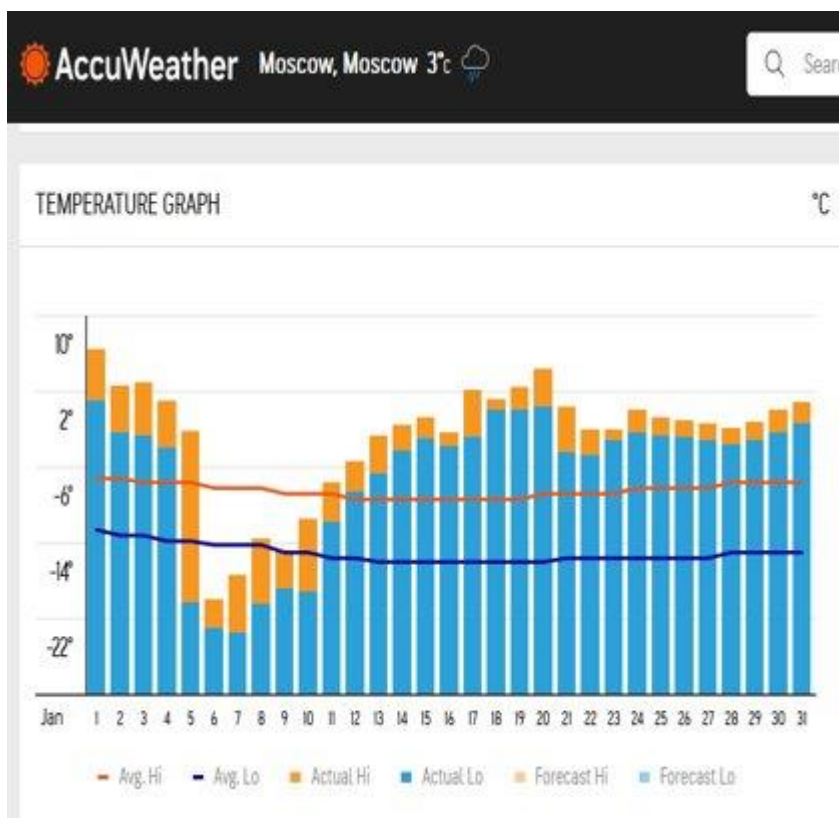 AccuWeather Moscow, Moscow 3°c Sear
TEMPERATURE GRAPH °C
10°
2°
-6°
-14°
-22°
Jan 1 2 3 4 5 6 7 8 9 10 11 12 13 14 15 16 17 18 19 20 21 22 23 24 25 26 27 28 29 30 31
Avg. Hi Avg. Lo Actual Hi Actual Lo Forecast Hi Forecast Lo